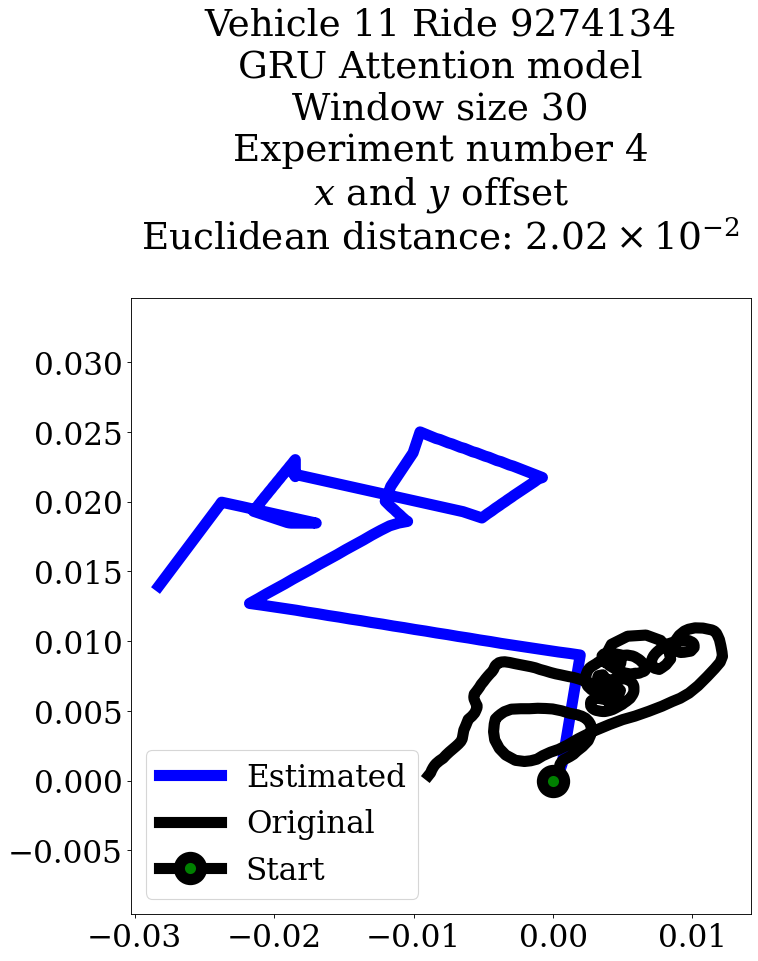 Vehicle 11 Ride 9274134
GRU Attention model
Window size 30
Experiment number 4
x and y offset
Euclidean distance: 2.02 × 10⁻²
0.030
0.025
0.020
0.015
0.010
0.005
0.000
−0.005
Estimated
Original
Start
−0.03 −0.02 −0.01 0.00 0.01